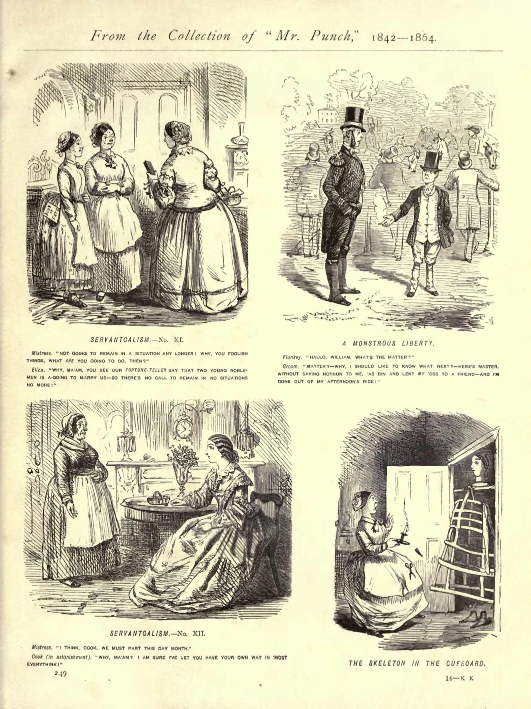 From the Collection of "Mr. Punch," 1842—1864.
SERVANTGALISM.—No. XI.
Mistress. "NOT GOING TO REMAIN IN A SITUATION ANY LONGER! WHY, YOU FOOLISH
THINGS, WHAT ARE YOU GOING TO DO, THEN?"
Eliza. "WHY, MA'AM, YOU SEE OUR FORTUNE-TELLER SAY THAT TWO YOUNG NOBLE-
MEN IS A-GOING TO MARRY US—SO THERE'S NO CALL TO REMAIN IN NO SITUATIONS
NO MORE!"
A MONSTROUS LIBERTY.
Flunkey. "HALLO, WILLIAM, WHAT'S THE MATTER?"
Groom. "MATTER?—WHY, I SHOULD LIKE TO KNOW WHAT NEXT?—HERE'S MASTER,
WITHOUT SAYING NOTHUN TO ME, 'AS BIN AND LENT MY 'OSS TO A FRIEND—AND I'M
DONE OUT OF MY AFTERNOON'S RIDE!"
SERVANTGALISM.—No. XII.
Mistress. "I THINK, COOK, WE MUST PART THIS DAY MONTH."
Cook (in astonishment). "WHY, MA'AM? I AM SURE I'VE LET YOU HAVE YOUR OWN WAY IN 'MOST
EVERYTHING!"
THE SKELETON IN THE CUPBOARD.
249
14—K K